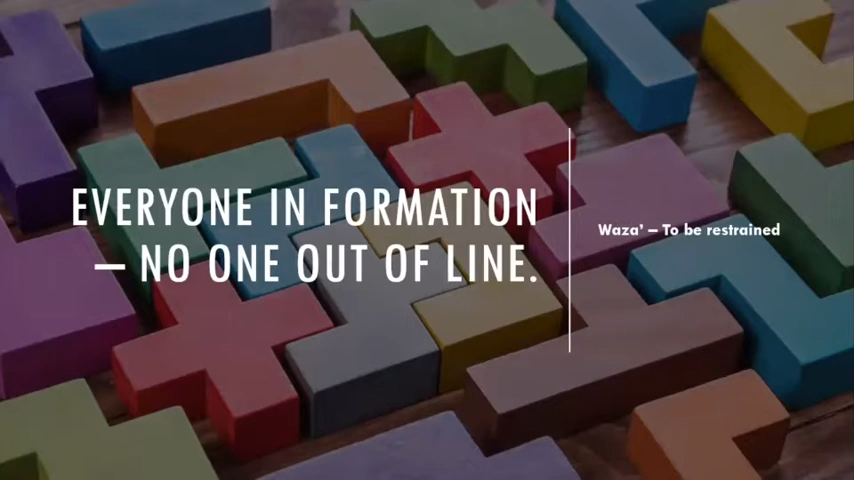 EVERYONE IN FORMATION
— NO ONE OUT OF LINE.
Waza’ – To be restrained